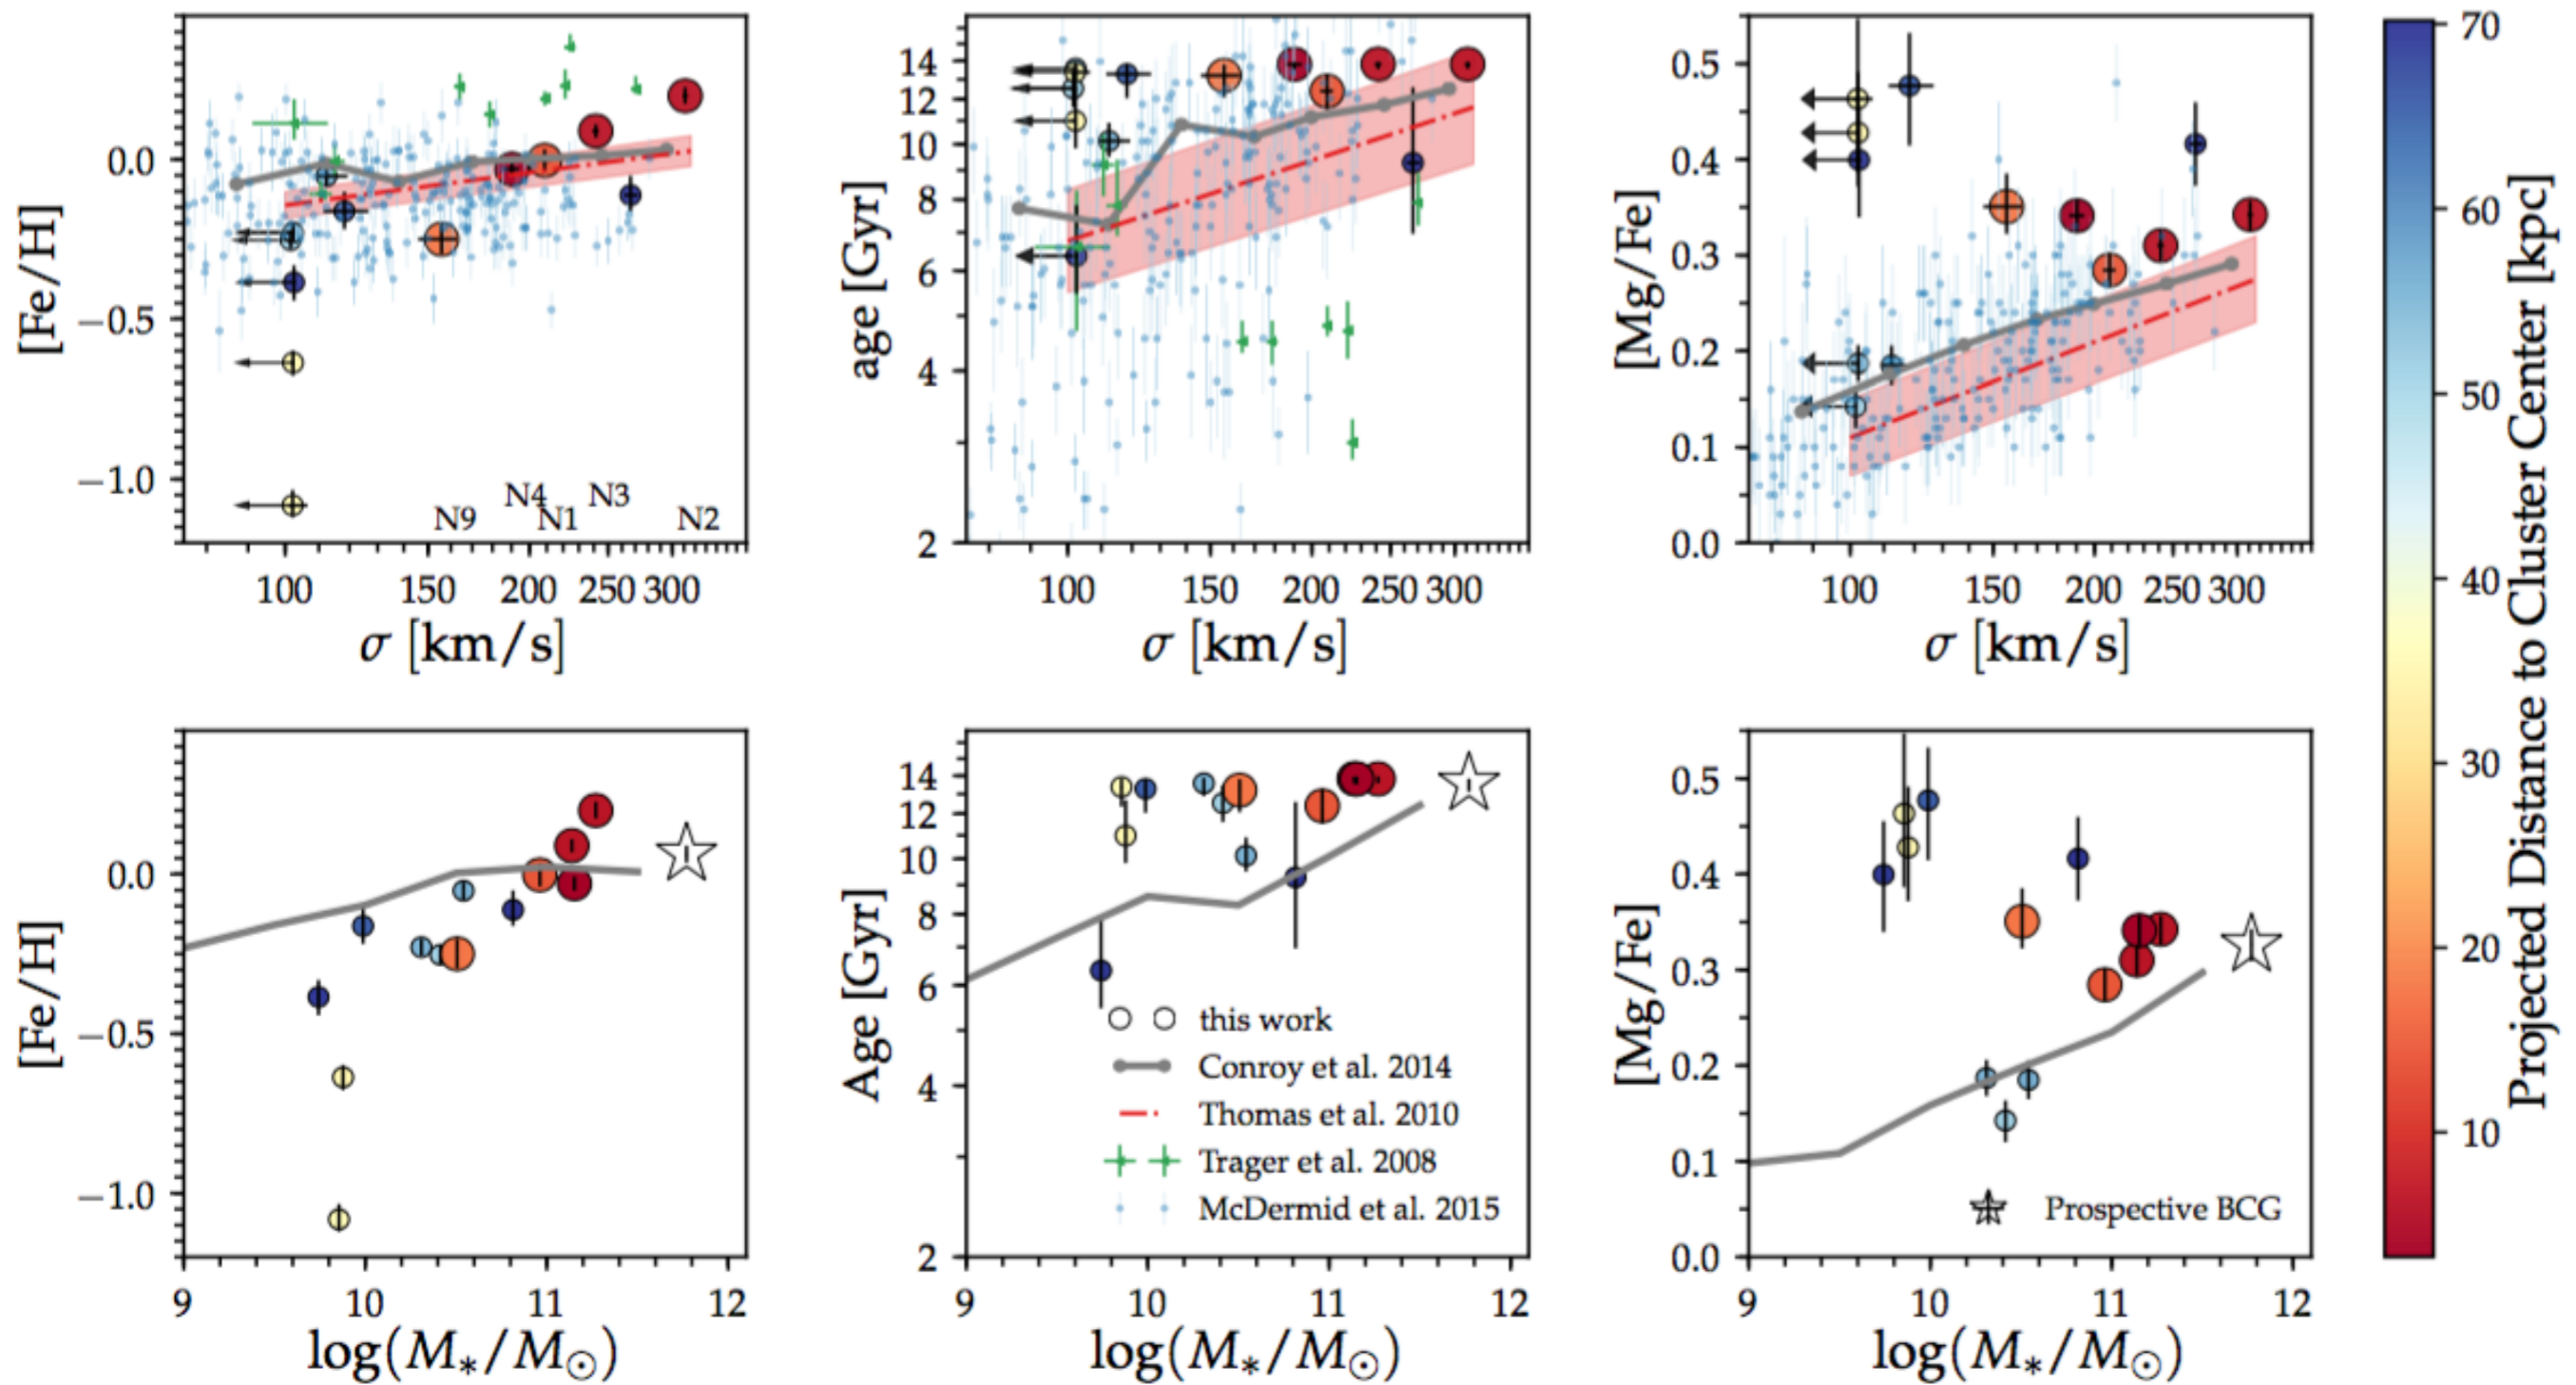 [Fe/H]
0.0
−0.5
−1.0
N9
N4
N1
N3
N2
100 150 200 250 300
σ [km/s]
age [Gyr]
14
12
10
8
6
4
2
100 150 200 250 300
σ [km/s]
[Mg/Fe]
0.5
0.4
0.3
0.2
0.1
0.0
100 150 200 250 300
σ [km/s]
[Fe/H]
0.0
−0.5
−1.0
9 10 11 12
log(M∗/M⊙)
Age [Gyr]
14
12
10
8
6
4
2
this work
Conroy et al. 2014
Thomas et al. 2010
Trager et al. 2008
McDermid et al. 2015
9 10 11 12
log(M∗/M⊙)
[Mg/Fe]
0.5
0.4
0.3
0.2
0.1
0.0
Prospective BCG
9 10 11 12
log(M∗/M⊙)
70
60
50
40
30
20
10
Projected Distance to Cluster Center [kpc]